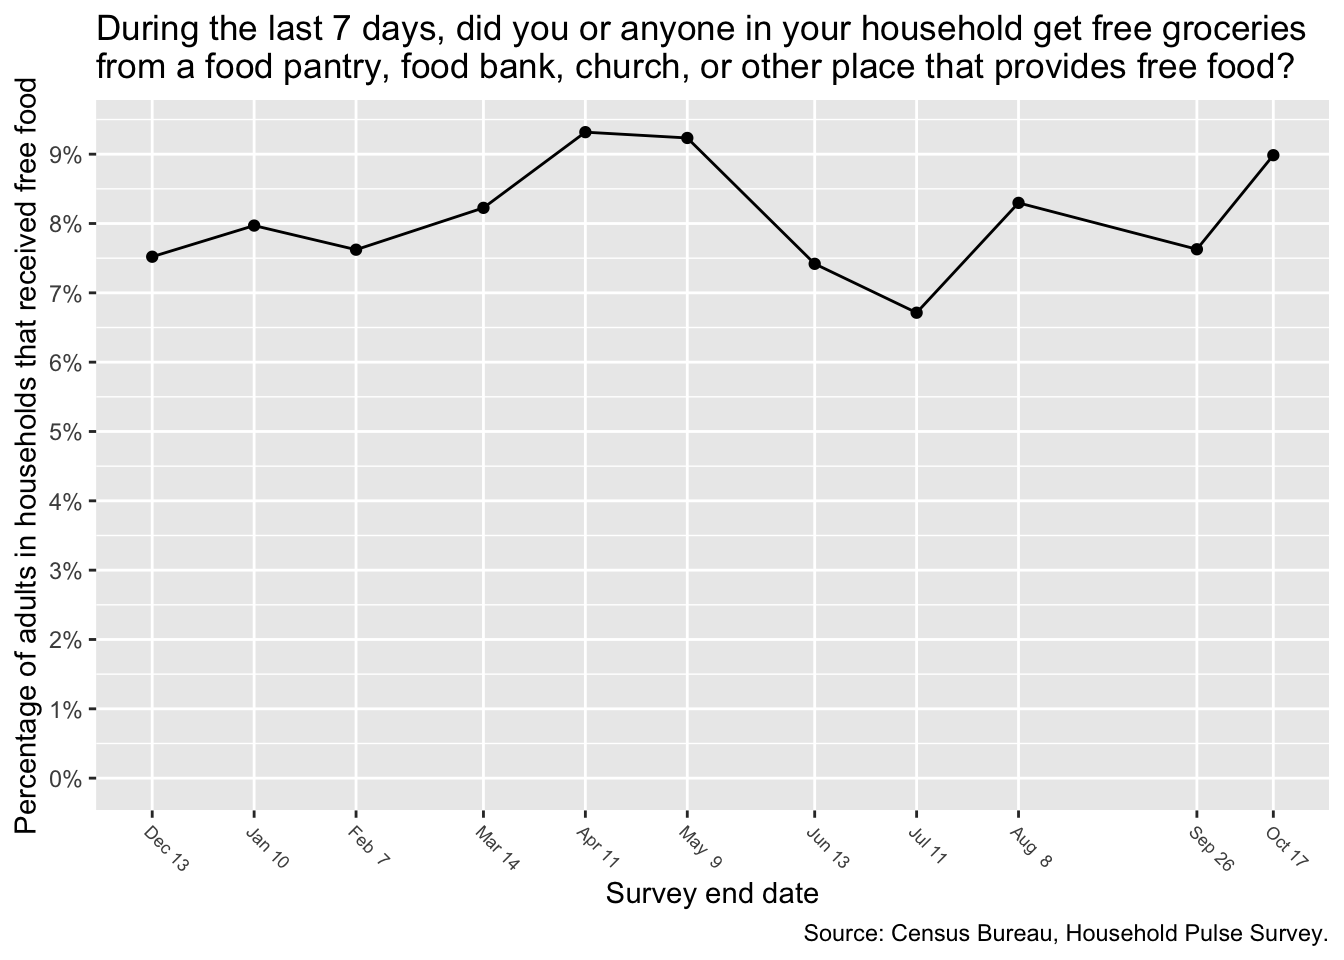 During the last 7 days, did you or anyone in your household get free groceries
from a food pantry, food bank, church, or other place that provides free food?
Percentage of adults in households that received free food
9%
8%
7%
6%
5%
4%
3%
2%
1%
0%
Dec 13
Jan 10
Feb 7
Mar 14
Apr 11
May 9
Jun 13
Jul 11
Aug 8
Sep 26
Oct 17
Survey end date
Source: Census Bureau, Household Pulse Survey.